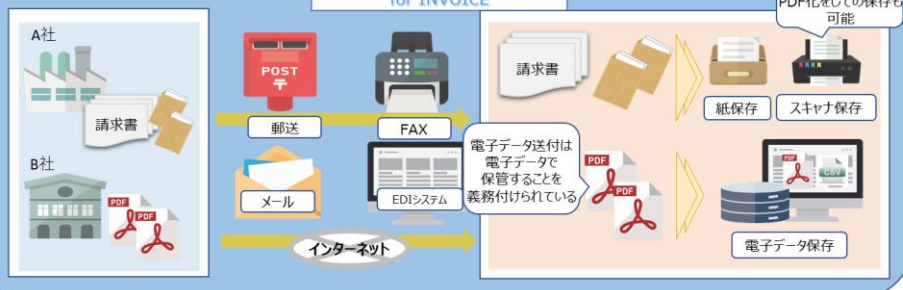 for INVOICE
PDF化をしての保存も
可能
A社
請求書
B社
PDF
PDF
POST
〒
郵送
FAX
メール
EDIシステム
インターネット
請求書
紙保存
スキャナ保存
電子データ送付は
電子データで
保管することを
義務付けられている
PDF
PDF
PDF
CSV
電子データ保存